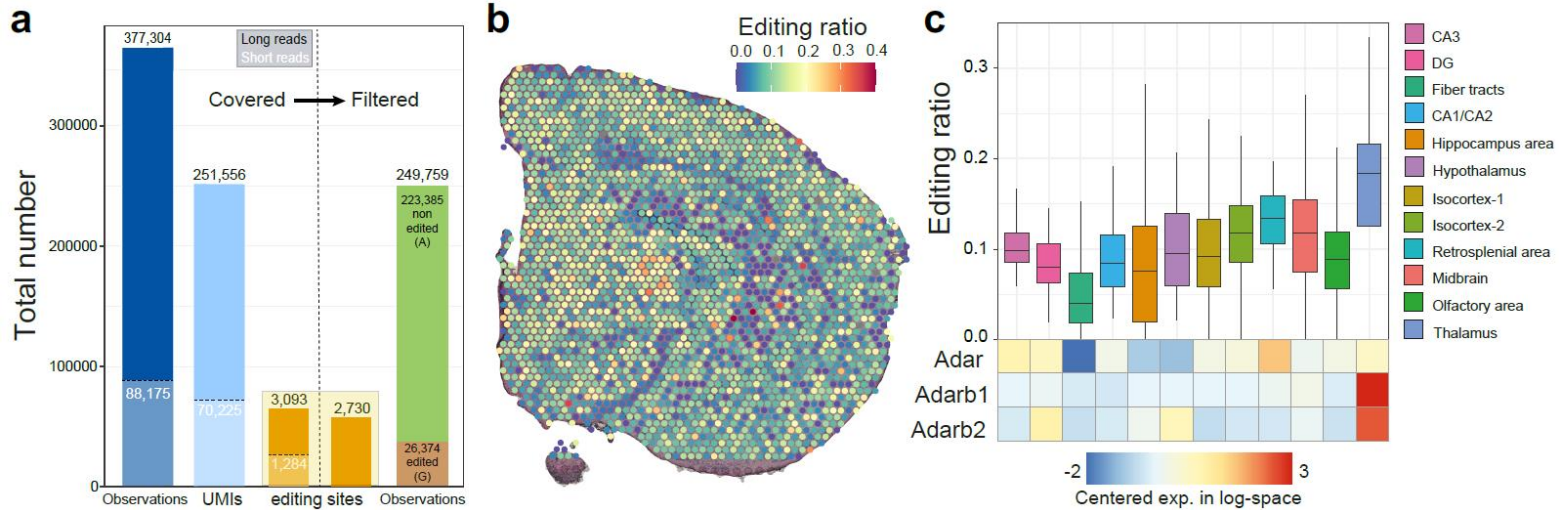 a
Total number
300000
200000
100000
0
377,304
88,175
251,556
70,225
3,093
1,284
2,730
249,759
223,385
non
edited
(A)
26,374
edited
(G)
Long reads
Short reads
Covered
Filtered
Observations
UMIs
editing sites
Observations
b
Editing ratio
0.0 0.1 0.2 0.3 0.4
c
Editing ratio
0.3
0.2
0.1
0.0
Adar
Adarb1
Adarb2
-2
3
Centered exp. in log-space
CA3
DG
Fiber tracts
CA1/CA2
Hippocampus area
Hypothalamus
Isocortex-1
Isocortex-2
Retrosplenial area
Midbrain
Olfactory area
Thalamus